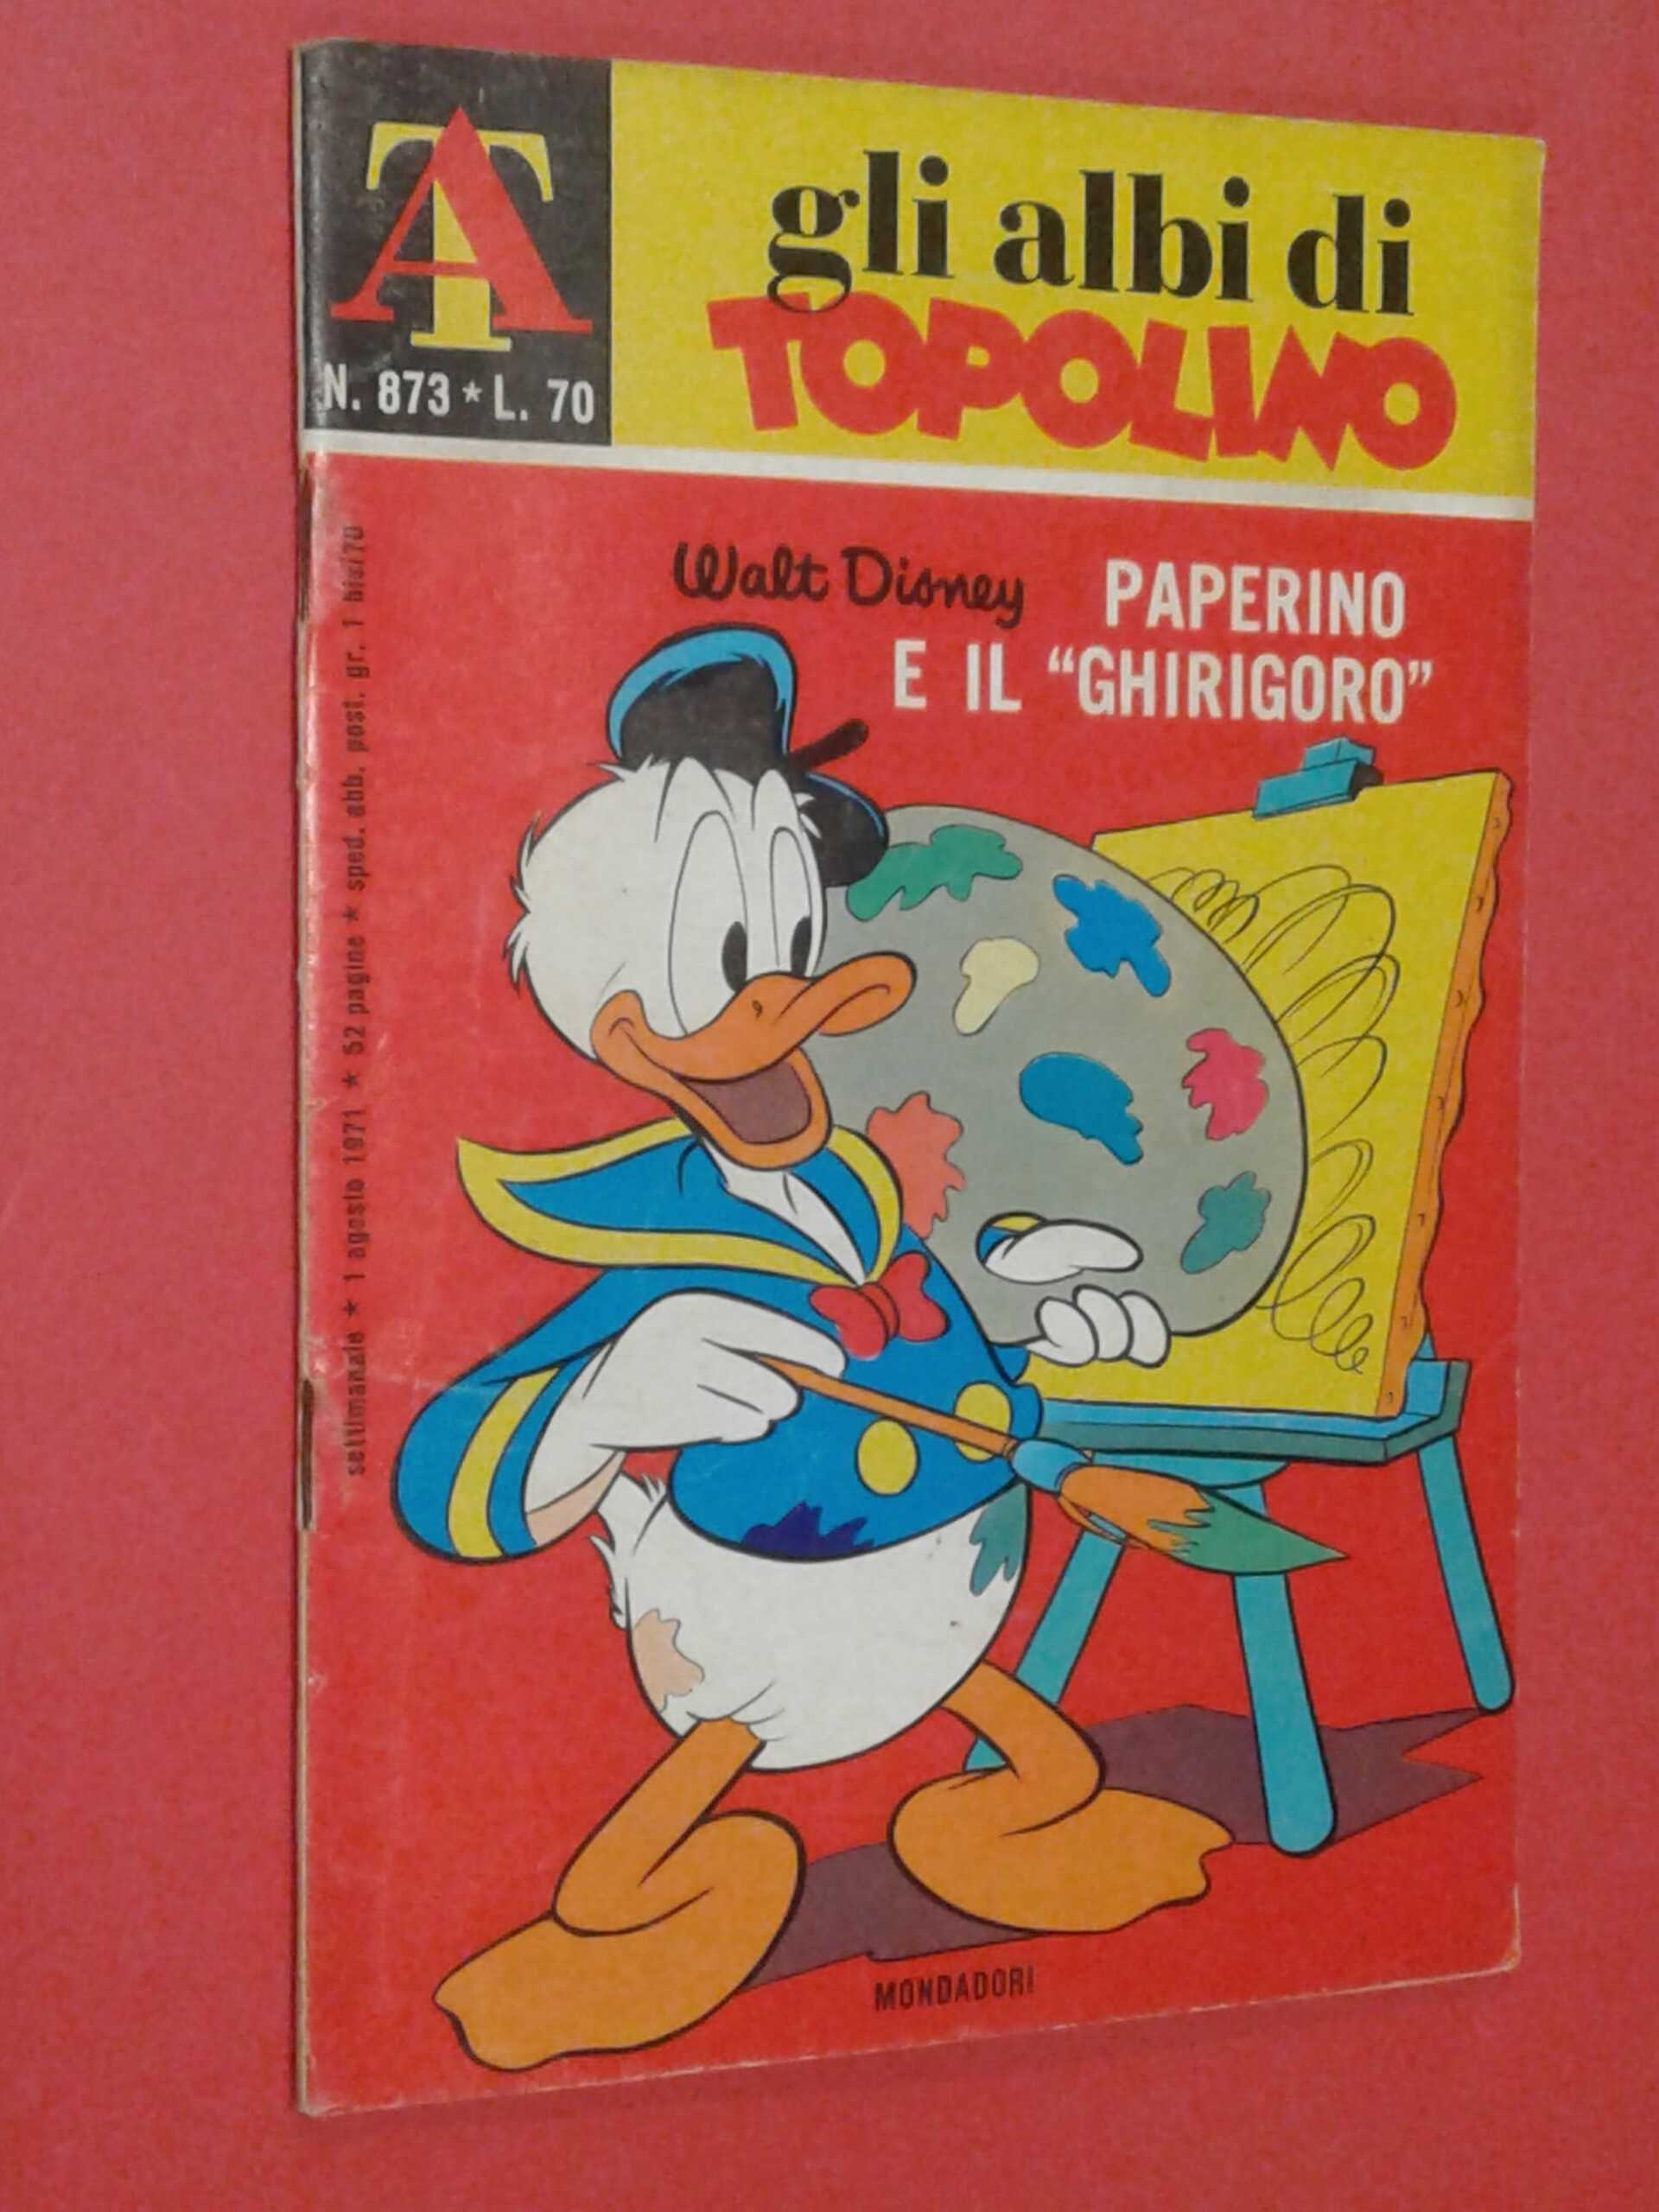 AT
N. 873 * L. 70
gli albi di
TOPOLINO
Walt Disney PAPERINO
E IL "GHIRIGORO"
settimanale * 1 agosto 1971 * 52 pagine * sped. abb. post. gr. 1 bis/70
MONDADORI